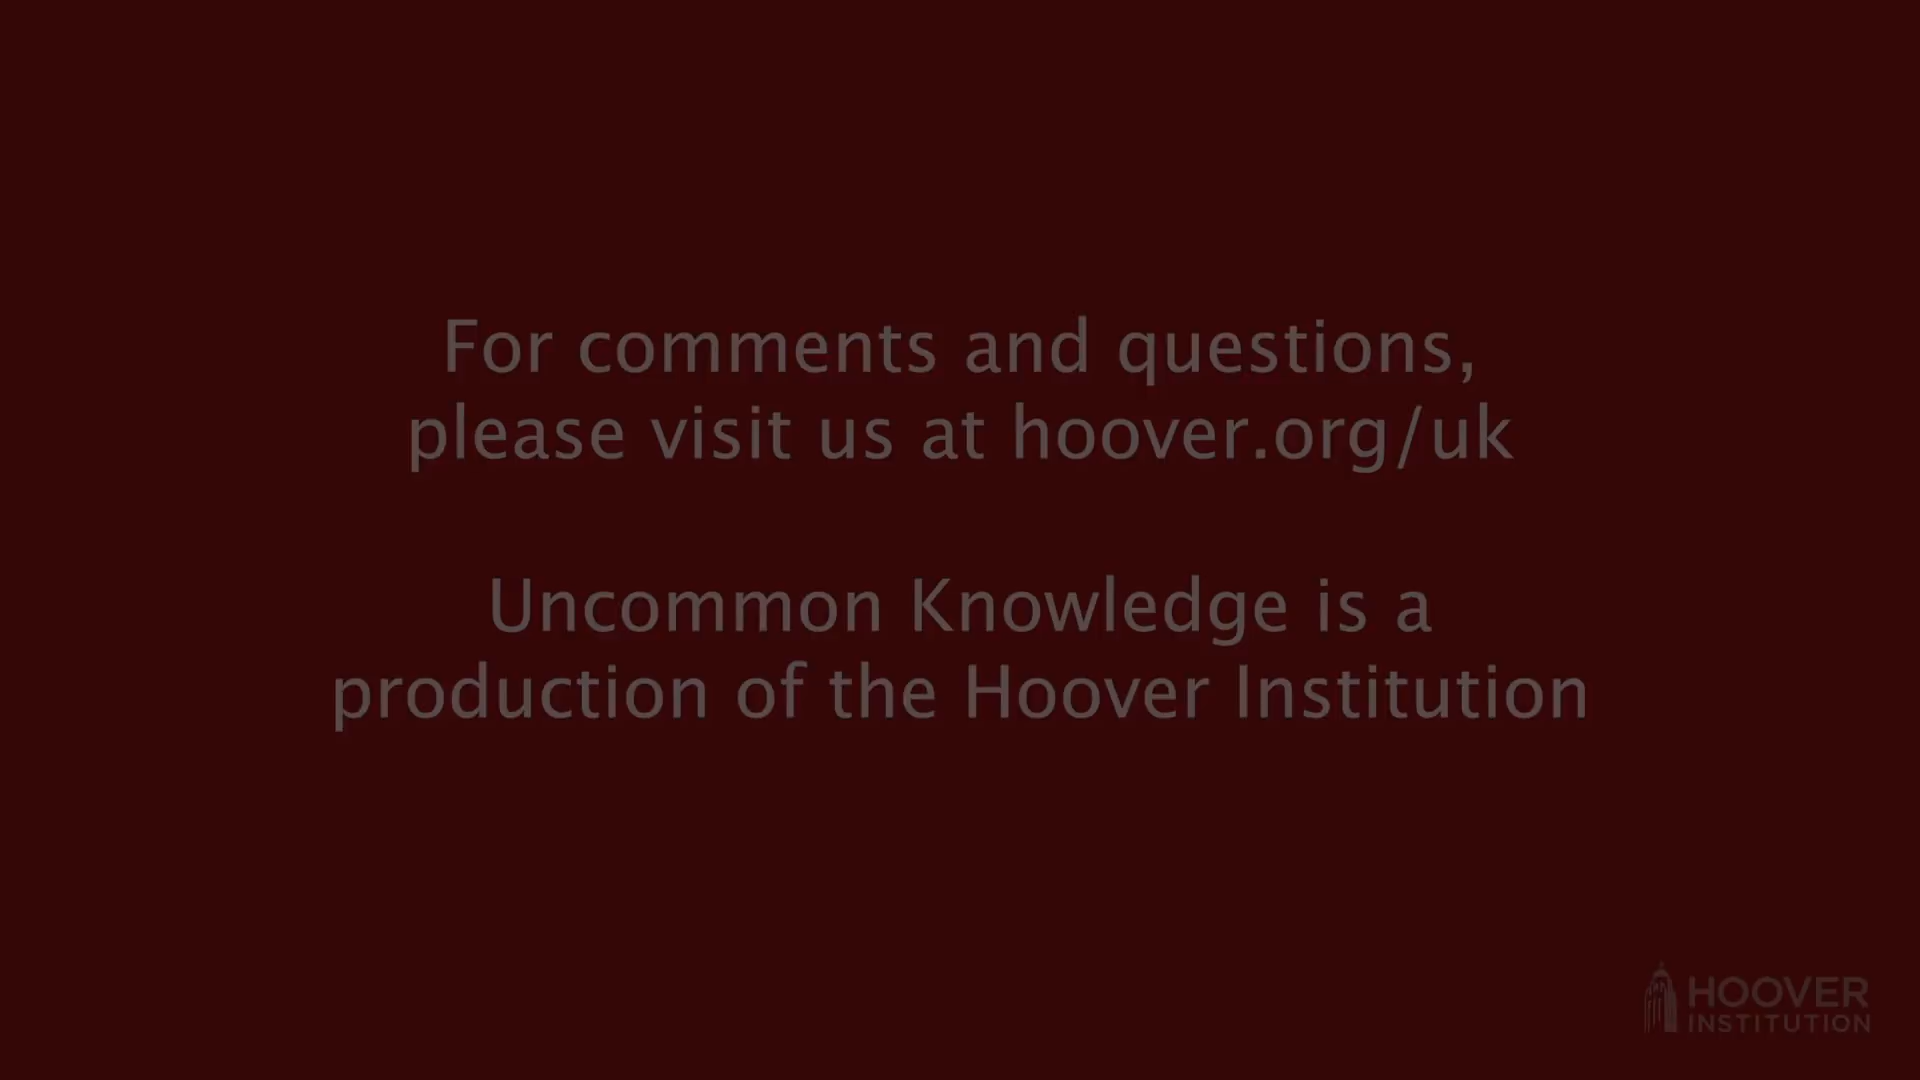 For comments and questions,
please visit us at hoover.org/uk
Uncommon Knowledge is a
production of the Hoover Institution
HOOVER
INSTITUTION